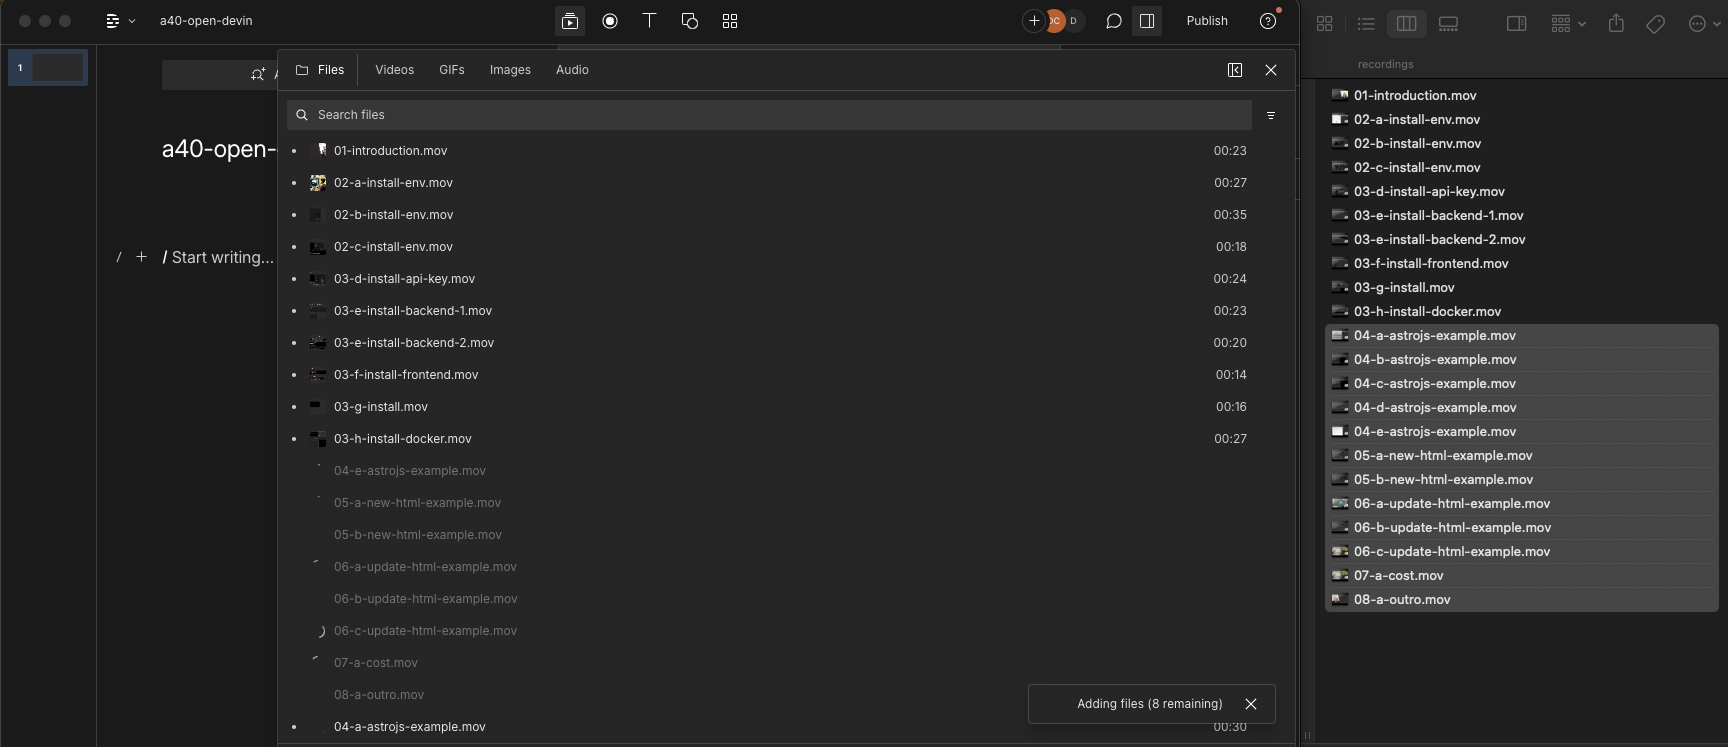 a40-open-devin
DC
D
Publish
1
A
a40-open-
/ + / Start writing...
Files
Videos
GIFs
Images
Audio
Search files
01-introduction.mov 00:23
02-a-install-env.mov 00:27
02-b-install-env.mov 00:35
02-c-install-env.mov 00:18
03-d-install-api-key.mov 00:24
03-e-install-backend-1.mov 00:23
03-e-install-backend-2.mov 00:20
03-f-install-frontend.mov 00:14
03-g-install.mov 00:16
03-h-install-docker.mov 00:27
04-e-astrojs-example.mov
05-a-new-html-example.mov
05-b-new-html-example.mov
06-a-update-html-example.mov
06-b-update-html-example.mov
06-c-update-html-example.mov
07-a-cost.mov
08-a-outro.mov
04-a-astrojs-example.mov 00:30
Adding files (8 remaining)
recordings
01-introduction.mov
02-a-install-env.mov
02-b-install-env.mov
02-c-install-env.mov
03-d-install-api-key.mov
03-e-install-backend-1.mov
03-e-install-backend-2.mov
03-f-install-frontend.mov
03-g-install.mov
03-h-install-docker.mov
04-a-astrojs-example.mov
04-b-astrojs-example.mov
04-c-astrojs-example.mov
04-d-astrojs-example.mov
04-e-astrojs-example.mov
05-a-new-html-example.mov
05-b-new-html-example.mov
06-a-update-html-example.mov
06-b-update-html-example.mov
06-c-update-html-example.mov
07-a-cost.mov
08-a-outro.mov